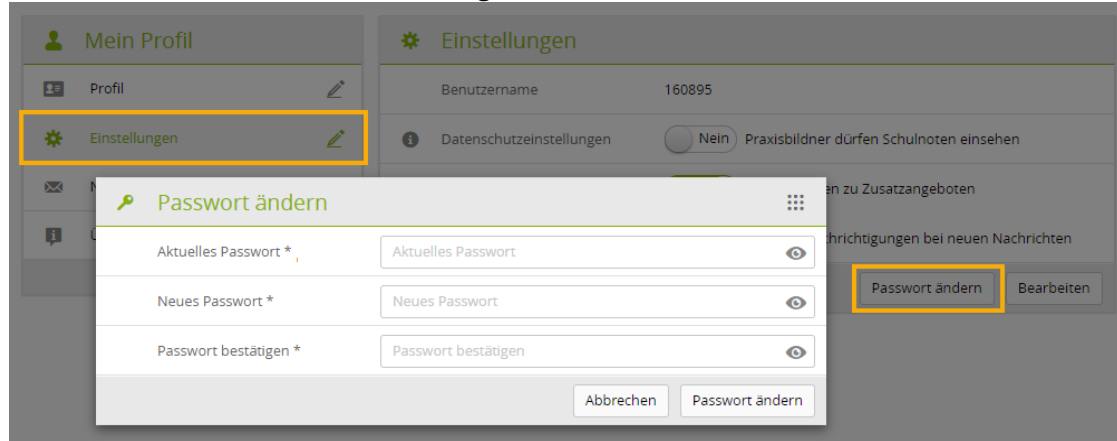 Mein Profil
Profil
Einstellungen
Einstellungen
Benutzername 160895
Datenschutzeinstellungen Nein Praxisbildner dürfen Schulnoten einsehen
zu Zusatzangeboten
bei neuen Nachrichten
Passwort ändern Bearbeiten
Passwort ändern
Aktuelles Passwort * Aktuelles Passwort
Neues Passwort * Neues Passwort
Passwort bestätigen * Passwort bestätigen
Abbrechen Passwort ändern